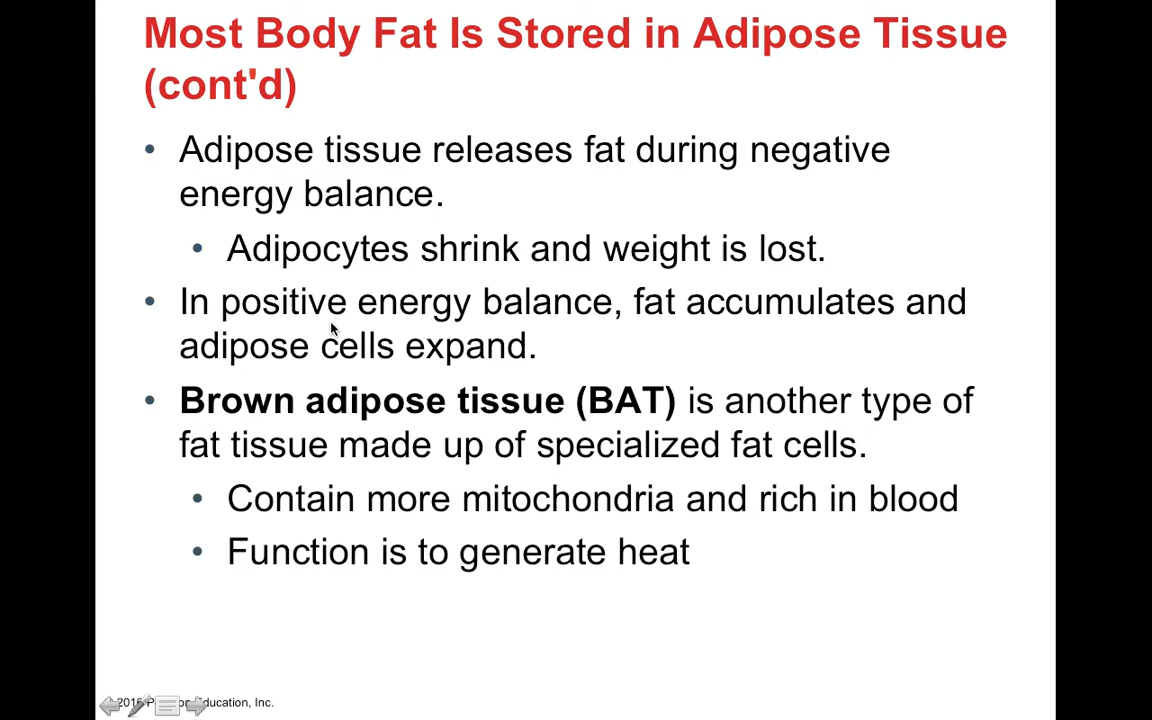 Most Body Fat Is Stored in Adipose Tissue
(cont'd)
• Adipose tissue releases fat during negative
energy balance.
• Adipocytes shrink and weight is lost.
• In positive energy balance, fat accumulates and
adipose cells expand.
• Brown adipose tissue (BAT) is another type of
fat tissue made up of specialized fat cells.
• Contain more mitochondria and rich in blood
• Function is to generate heat
2016 Education, Inc.